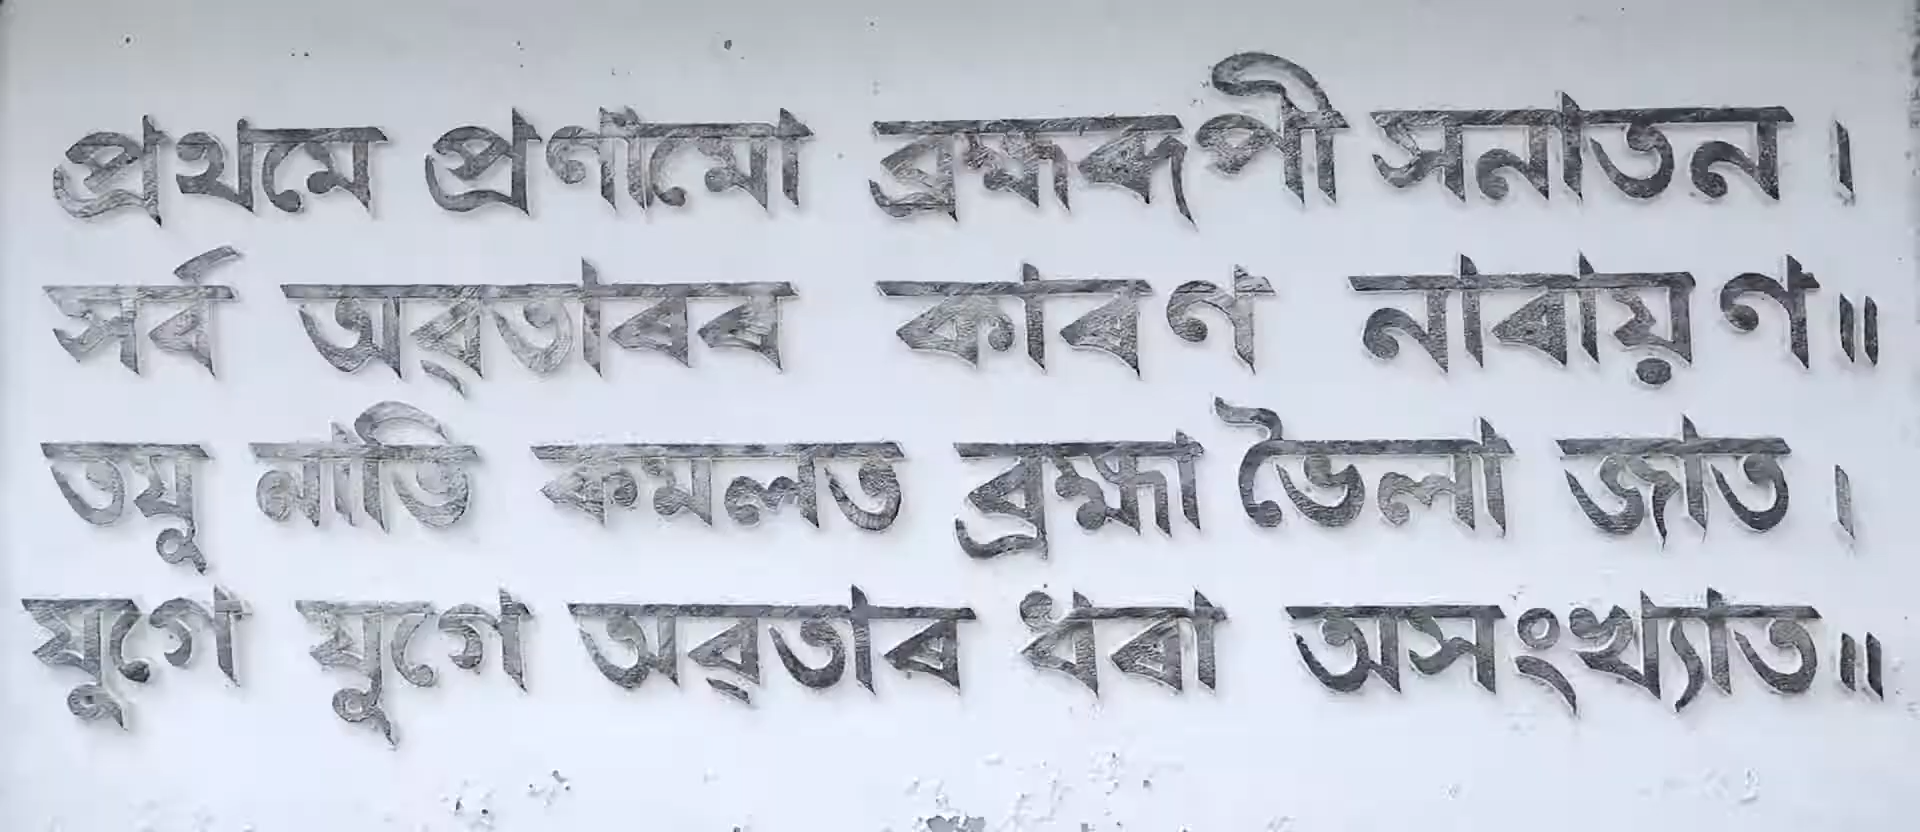 প্ৰথমে প্ৰণামো ব্ৰহ্মৰূপী সনাতন ।
সৰ্ব অৱতাৰৰ কাৰণ নাৰায়ণ ॥
তযু নাভি কমলত ব্ৰহ্মা ভৈলা জাত ।
যুগে যুগে অৱতাৰ ধৰা অসংখ্যাত ॥